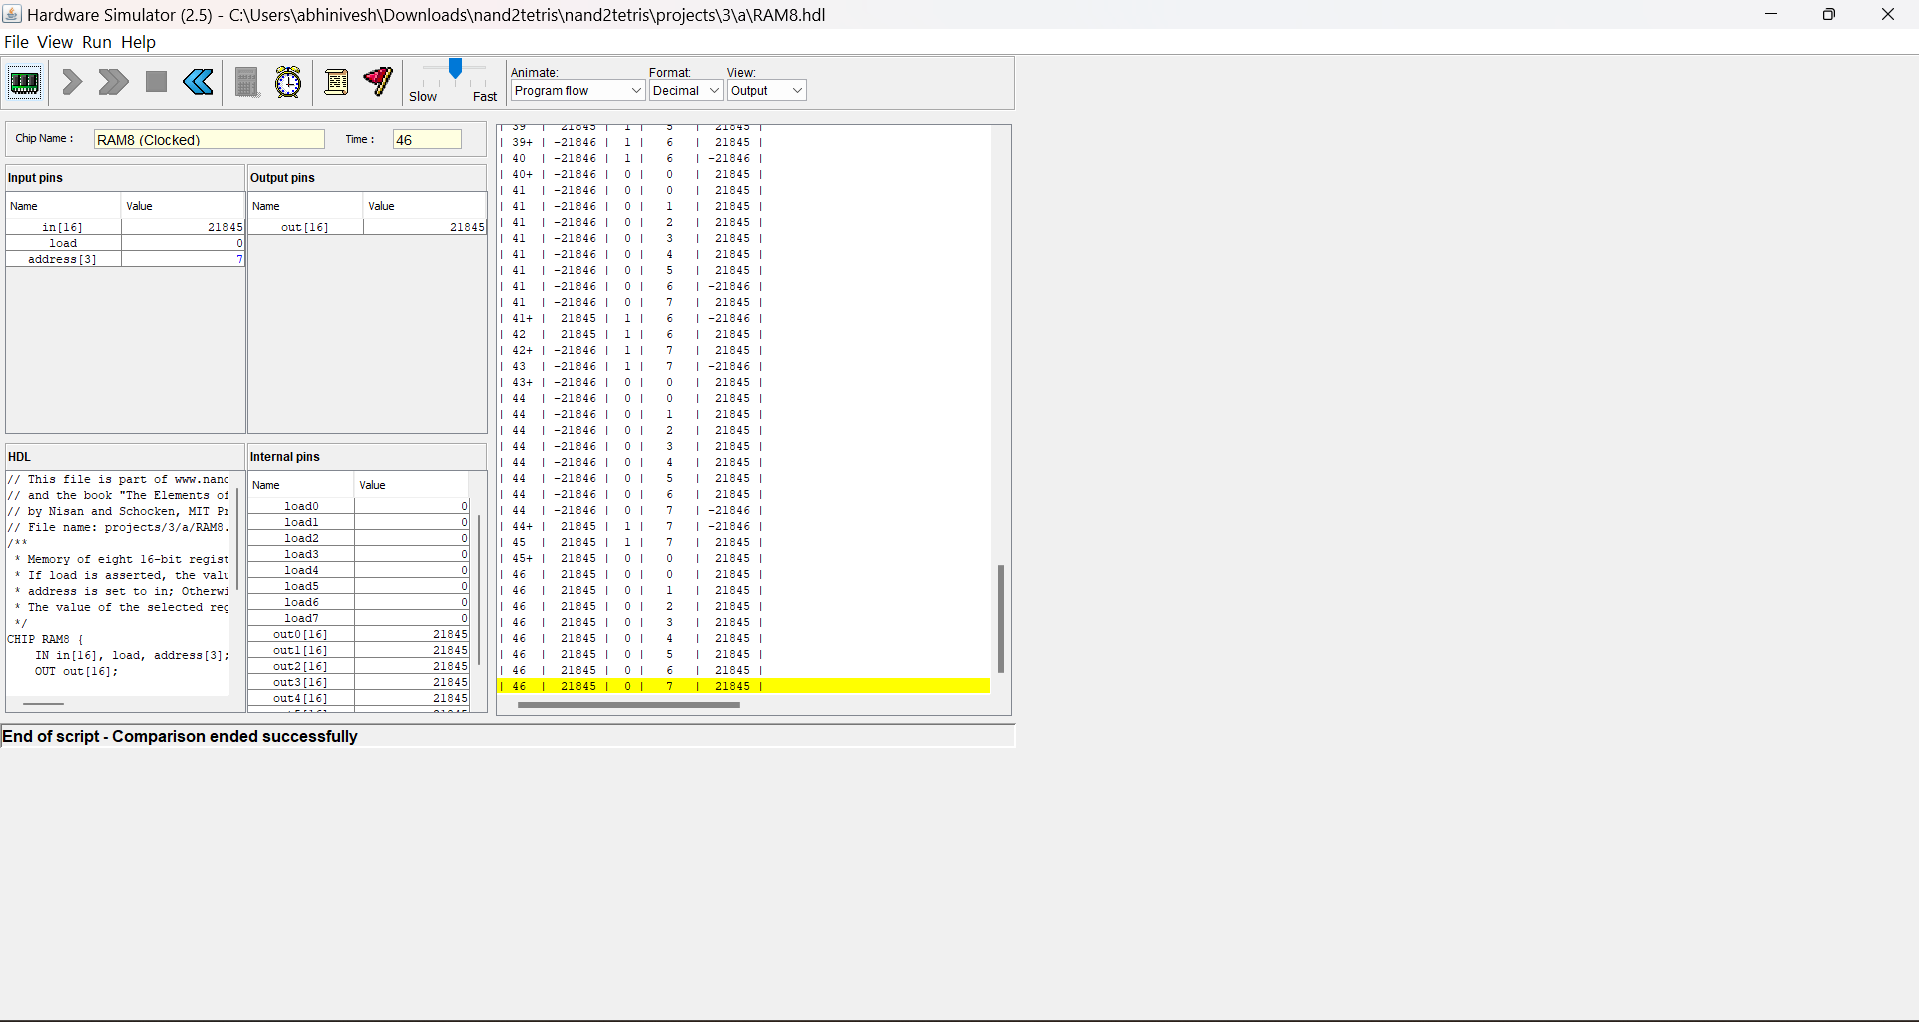 Hardware Simulator (2.5) - C:\Users\abhinivesh\Downloads\nand2tetris\nand2tetris\projects\3\a\RAM8.hdl
File View Run Help
Slow Fast
Animate:
Program flow
Format:
Decimal
View:
Output
Chip Name :
RAM8 (Clocked)
Time :
46
Input pins
Name Value
in[16] 21845
load 0
address[3] 7
Output pins
Name Value
out[16] 21845
HDL
// This file is part of www.nand
// and the book "The Elements of
// by Nisan and Schocken, MIT Pr
// File name: projects/3/a/RAM8.
/**
* Memory of eight 16-bit regist
* If load is asserted, the valu
* address is set to in; Otherwi
* The value of the selected reg
*/
CHIP RAM8 {
IN in[16], load, address[3];
OUT out[16];
Internal pins
Name Value
load0 0
load1 0
load2 0
load3 0
load4 0
load5 0
load6 0
load7 0
out0[16] 21845
out1[16] 21845
out2[16] 21845
out3[16] 21845
out4[16] 21845
| 39 | 21845 | 1 | 5 | 21845 |
| 39+ | -21846 | 1 | 6 | 21845 |
| 40 | -21846 | 1 | 6 | -21846 |
| 40+ | -21846 | 0 | 0 | 21845 |
| 41 | -21846 | 0 | 0 | 21845 |
| 41 | -21846 | 0 | 1 | 21845 |
| 41 | -21846 | 0 | 2 | 21845 |
| 41 | -21846 | 0 | 3 | 21845 |
| 41 | -21846 | 0 | 4 | 21845 |
| 41 | -21846 | 0 | 5 | 21845 |
| 41 | -21846 | 0 | 6 | -21846 |
| 41 | -21846 | 0 | 7 | 21845 |
| 41+ | 21845 | 1 | 6 | -21846 |
| 42 | 21845 | 1 | 6 | 21845 |
| 42+ | -21846 | 1 | 7 | 21845 |
| 43 | -21846 | 1 | 7 | -21846 |
| 43+ | -21846 | 0 | 0 | 21845 |
| 44 | -21846 | 0 | 0 | 21845 |
| 44 | -21846 | 0 | 1 | 21845 |
| 44 | -21846 | 0 | 2 | 21845 |
| 44 | -21846 | 0 | 3 | 21845 |
| 44 | -21846 | 0 | 4 | 21845 |
| 44 | -21846 | 0 | 5 | 21845 |
| 44 | -21846 | 0 | 6 | 21845 |
| 44 | -21846 | 0 | 7 | -21846 |
| 44+ | 21845 | 1 | 7 | -21846 |
| 45 | 21845 | 1 | 7 | 21845 |
| 45+ | 21845 | 0 | 0 | 21845 |
| 46 | 21845 | 0 | 0 | 21845 |
| 46 | 21845 | 0 | 1 | 21845 |
| 46 | 21845 | 0 | 2 | 21845 |
| 46 | 21845 | 0 | 3 | 21845 |
| 46 | 21845 | 0 | 4 | 21845 |
| 46 | 21845 | 0 | 5 | 21845 |
| 46 | 21845 | 0 | 6 | 21845 |
| 46 | 21845 | 0 | 7 | 21845 |
End of script - Comparison ended successfully